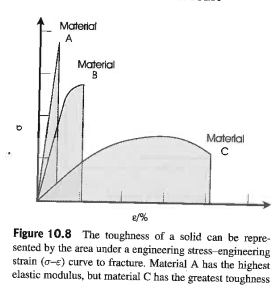 Material
A
Material
B
σ
Material
C
ε/%
Figure 10.8 The toughness of a solid can be repre-
sented by the area under a engineering stress–engineering
strain (σ–ε) curve to fracture. Material A has the highest
elastic modulus, but material C has the greatest toughness